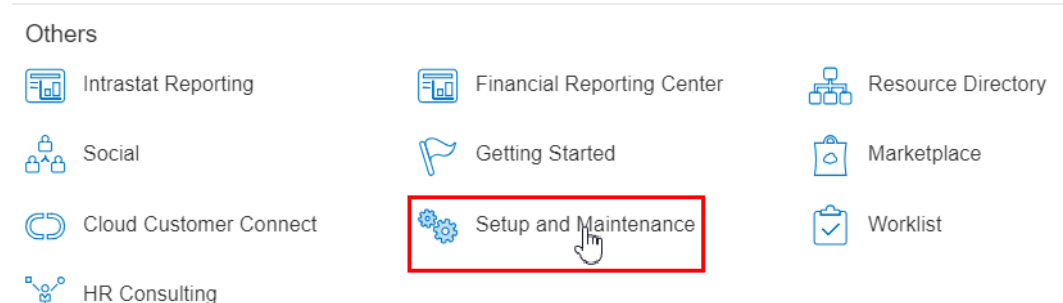 Others
Intrastat Reporting
Financial Reporting Center
Resource Directory
Social
Getting Started
Marketplace
Cloud Customer Connect
Setup and Maintenance
Worklist
HR Consulting